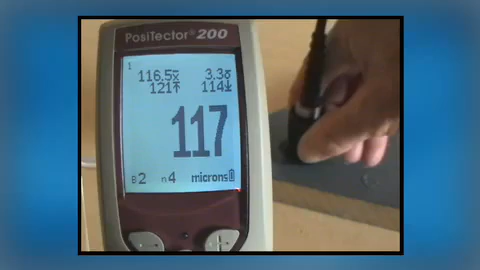 PosiTector® 200
1
116.5x̄ 3.3σ
121↑ 114↓
117
B2 n4 microns